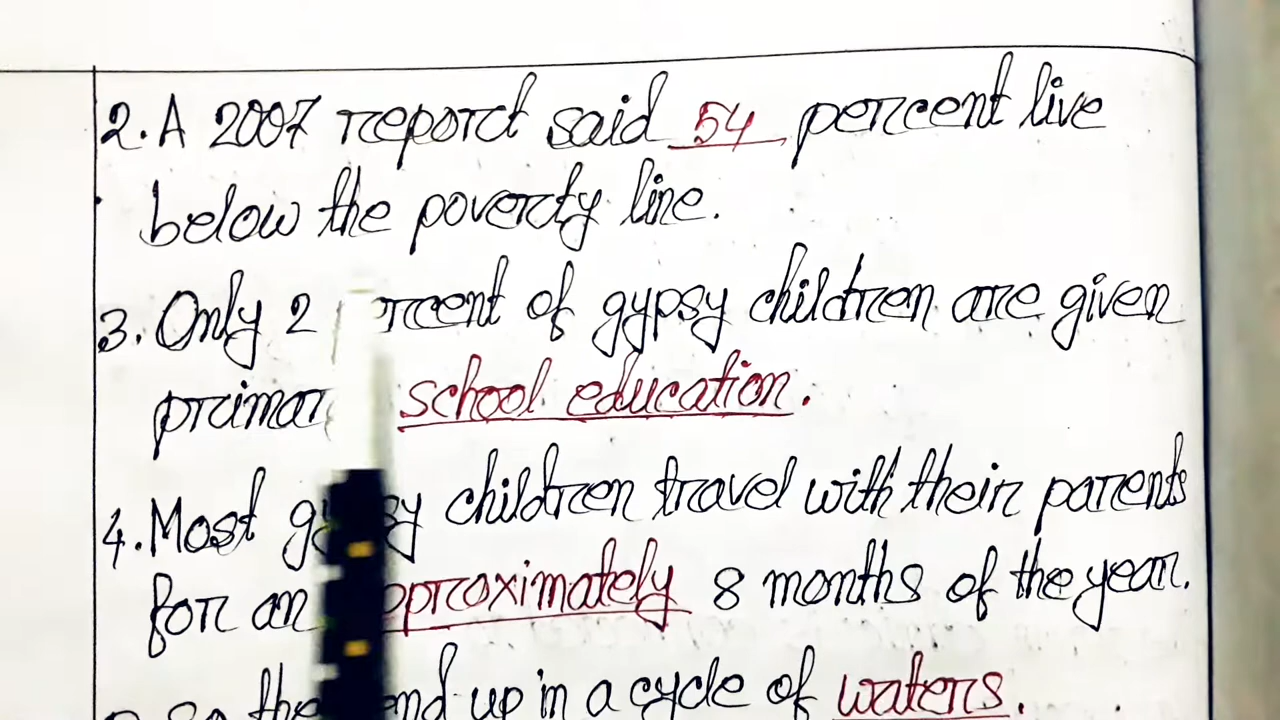 2. A 2007 report said 54 percent live
below the poverty line.
3. Only 2 of gypsy children are given
school education.
4. Most children travel with their parents
for an approximately 8 months of the year.
end up in a cycle of waters.